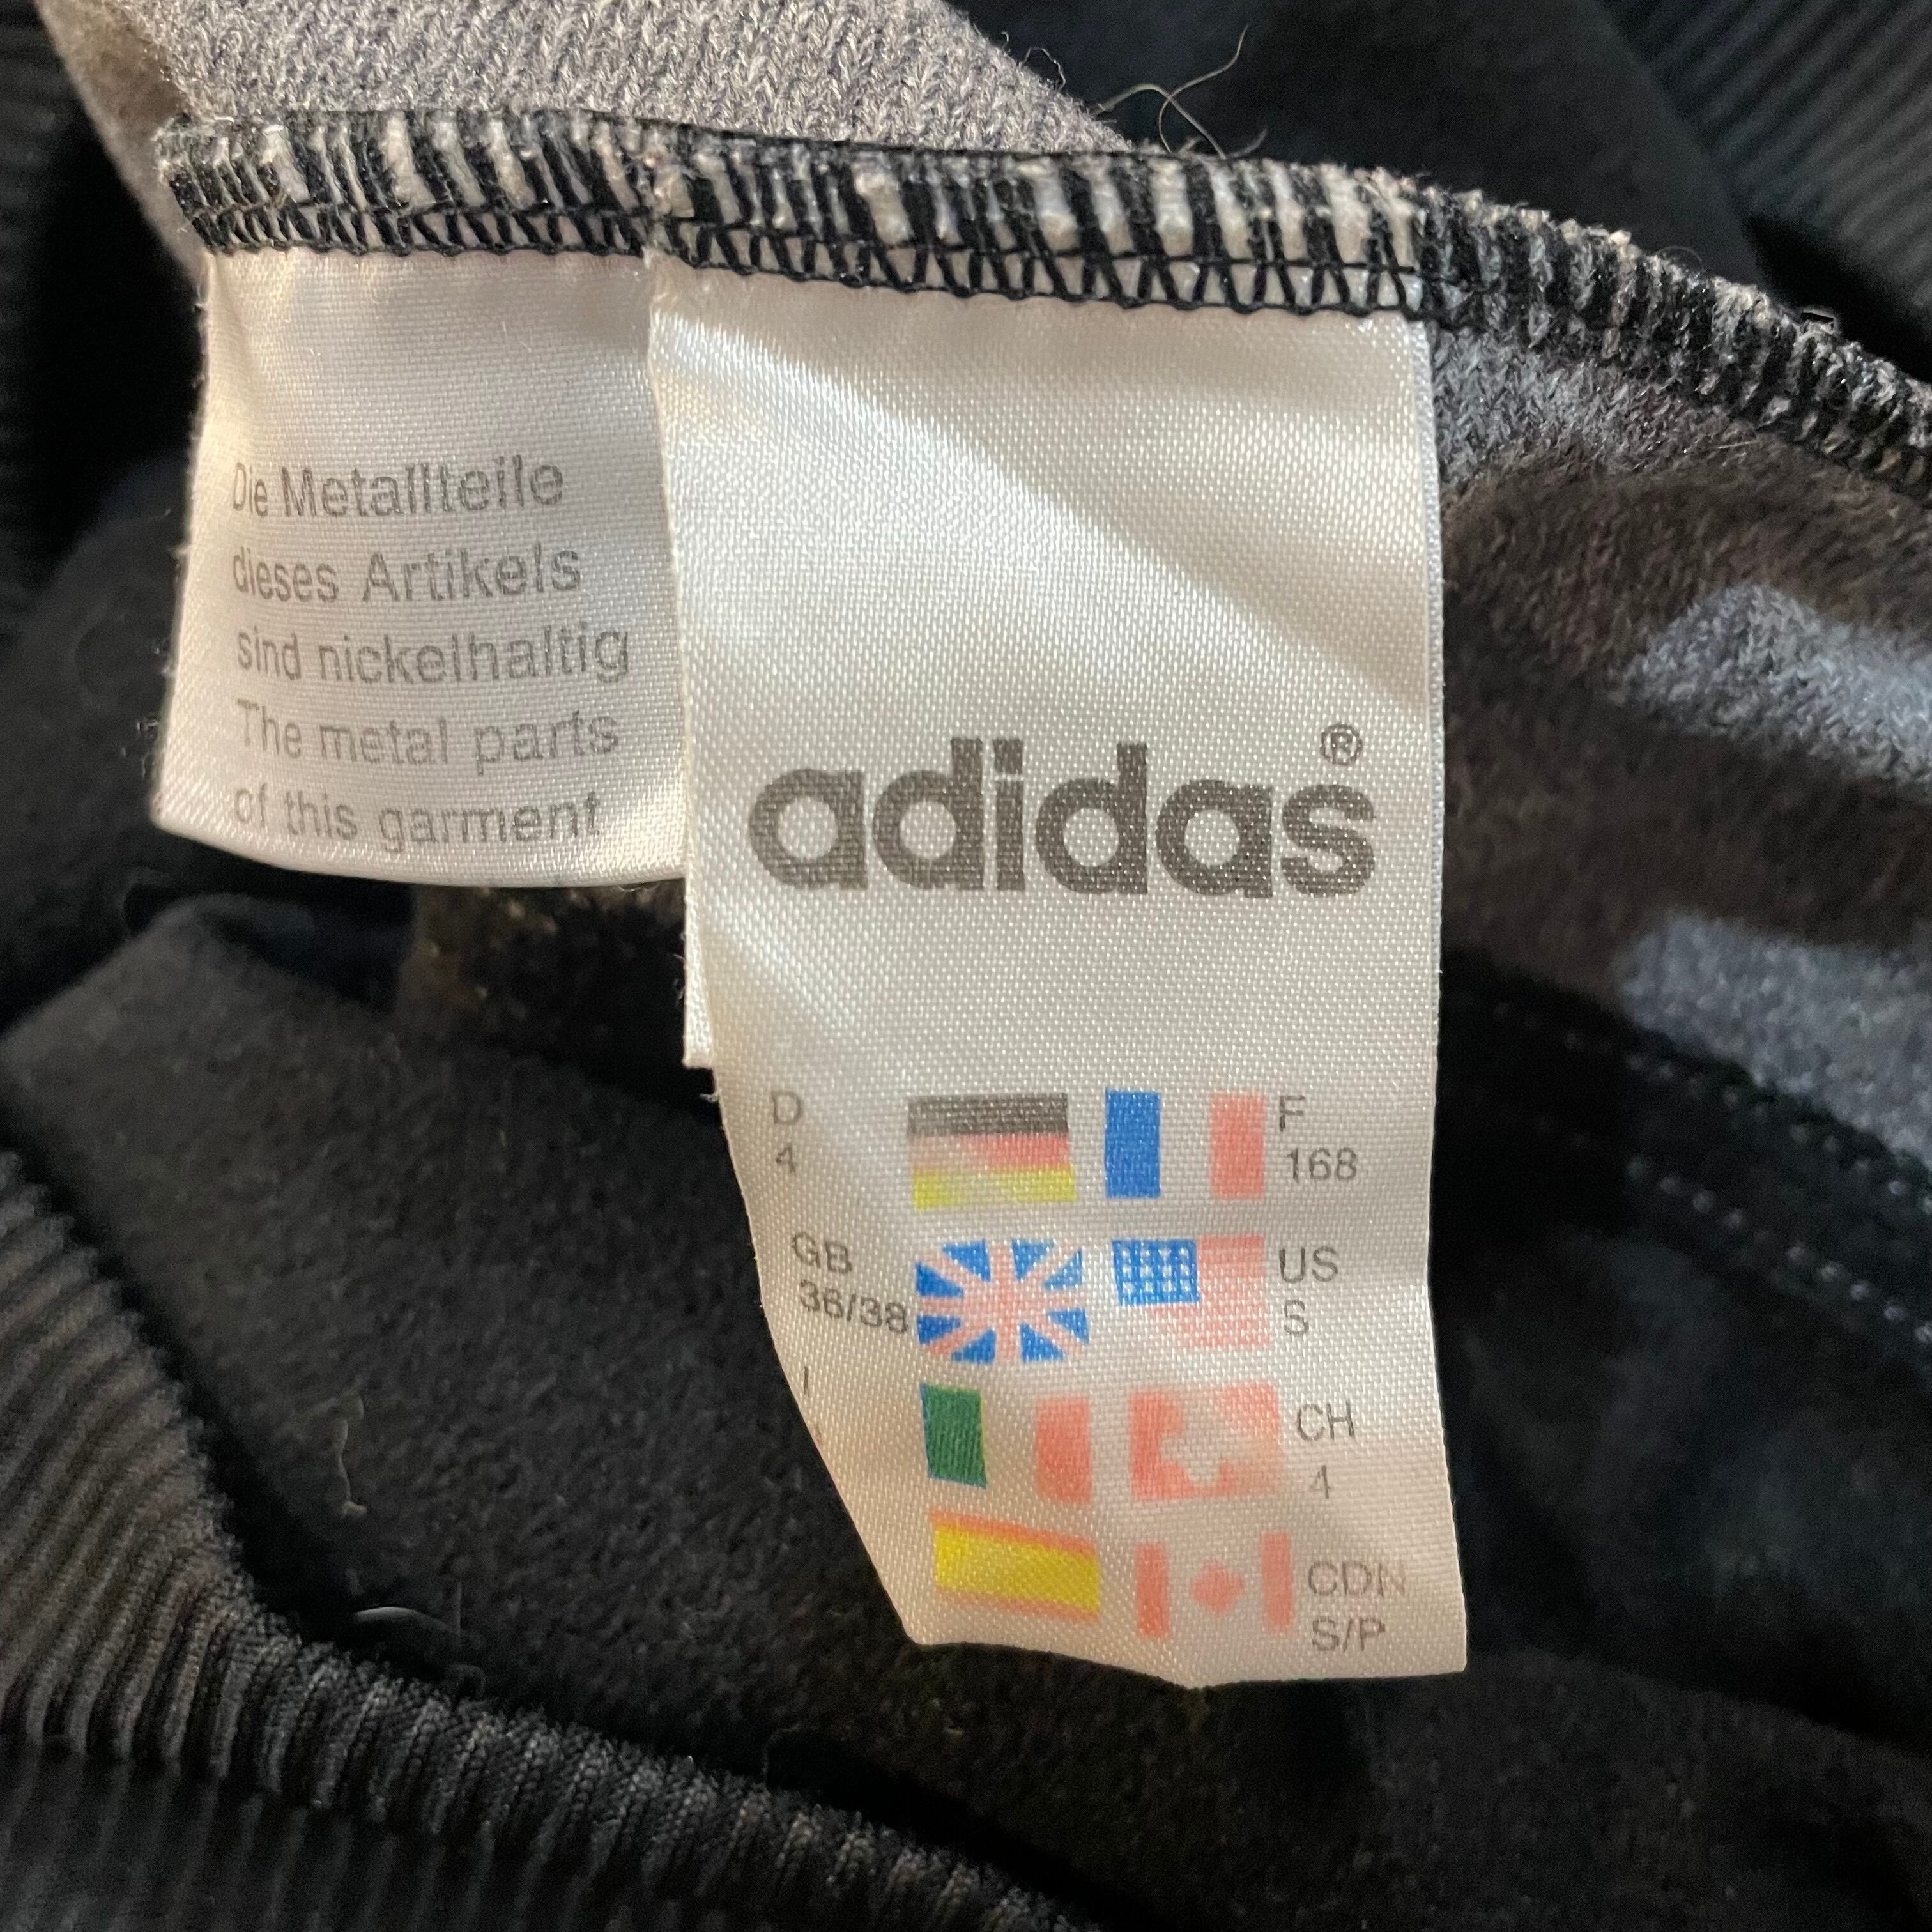 Die Metallteile
dieses Artikels
sind nickelhaltig
The metal parts
of this garment
adidas®
D
4
F
168
GB
36/38
US
S
I
CH
4
CDN
S/P